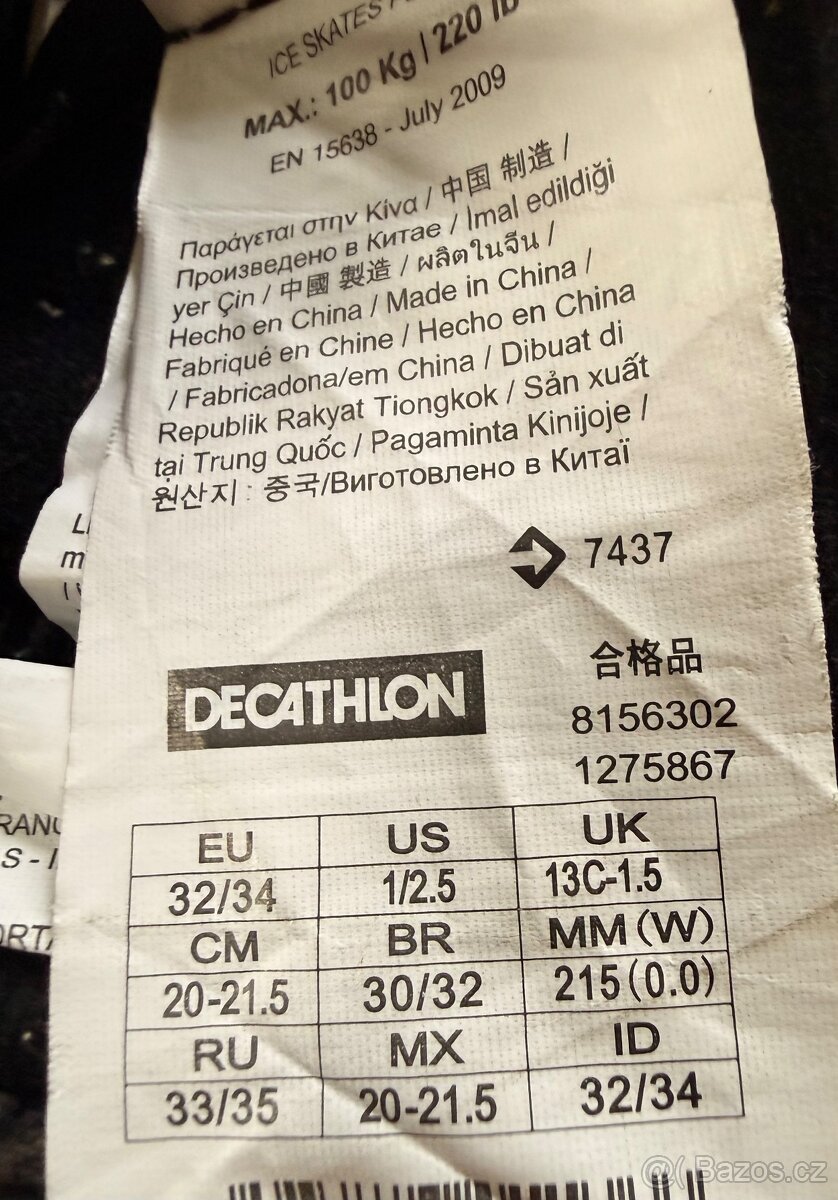 ICE SKATES
MAX.: 100 Kg / 220 lb
EN 15638 - July 2009
Παράγεται στην Κίνα / 中国 制造 /
Произведено в Китае / İmal edildiği
yer Çin / 中國 製造 / ผลิตในจีน /
Hecho en China / Made in China /
Fabriqué en Chine / Hecho en China
/ Fabricadona/em China / Dibuat di
Republik Rakyat Tiongkok / Sản xuất
tại Trung Quốc / Pagaminta Kinijoje /
원산지 : 중국/Виготовлено в Китаї
7437
合格品
DECATHLON
8156302
1275867
EU US UK
32/34 1/2.5 13C-1.5
CM BR MM (W)
20-21.5 30/32 215 (0.0)
RU MX ID
33/35 20-21.5 32/34
Bazos.cz